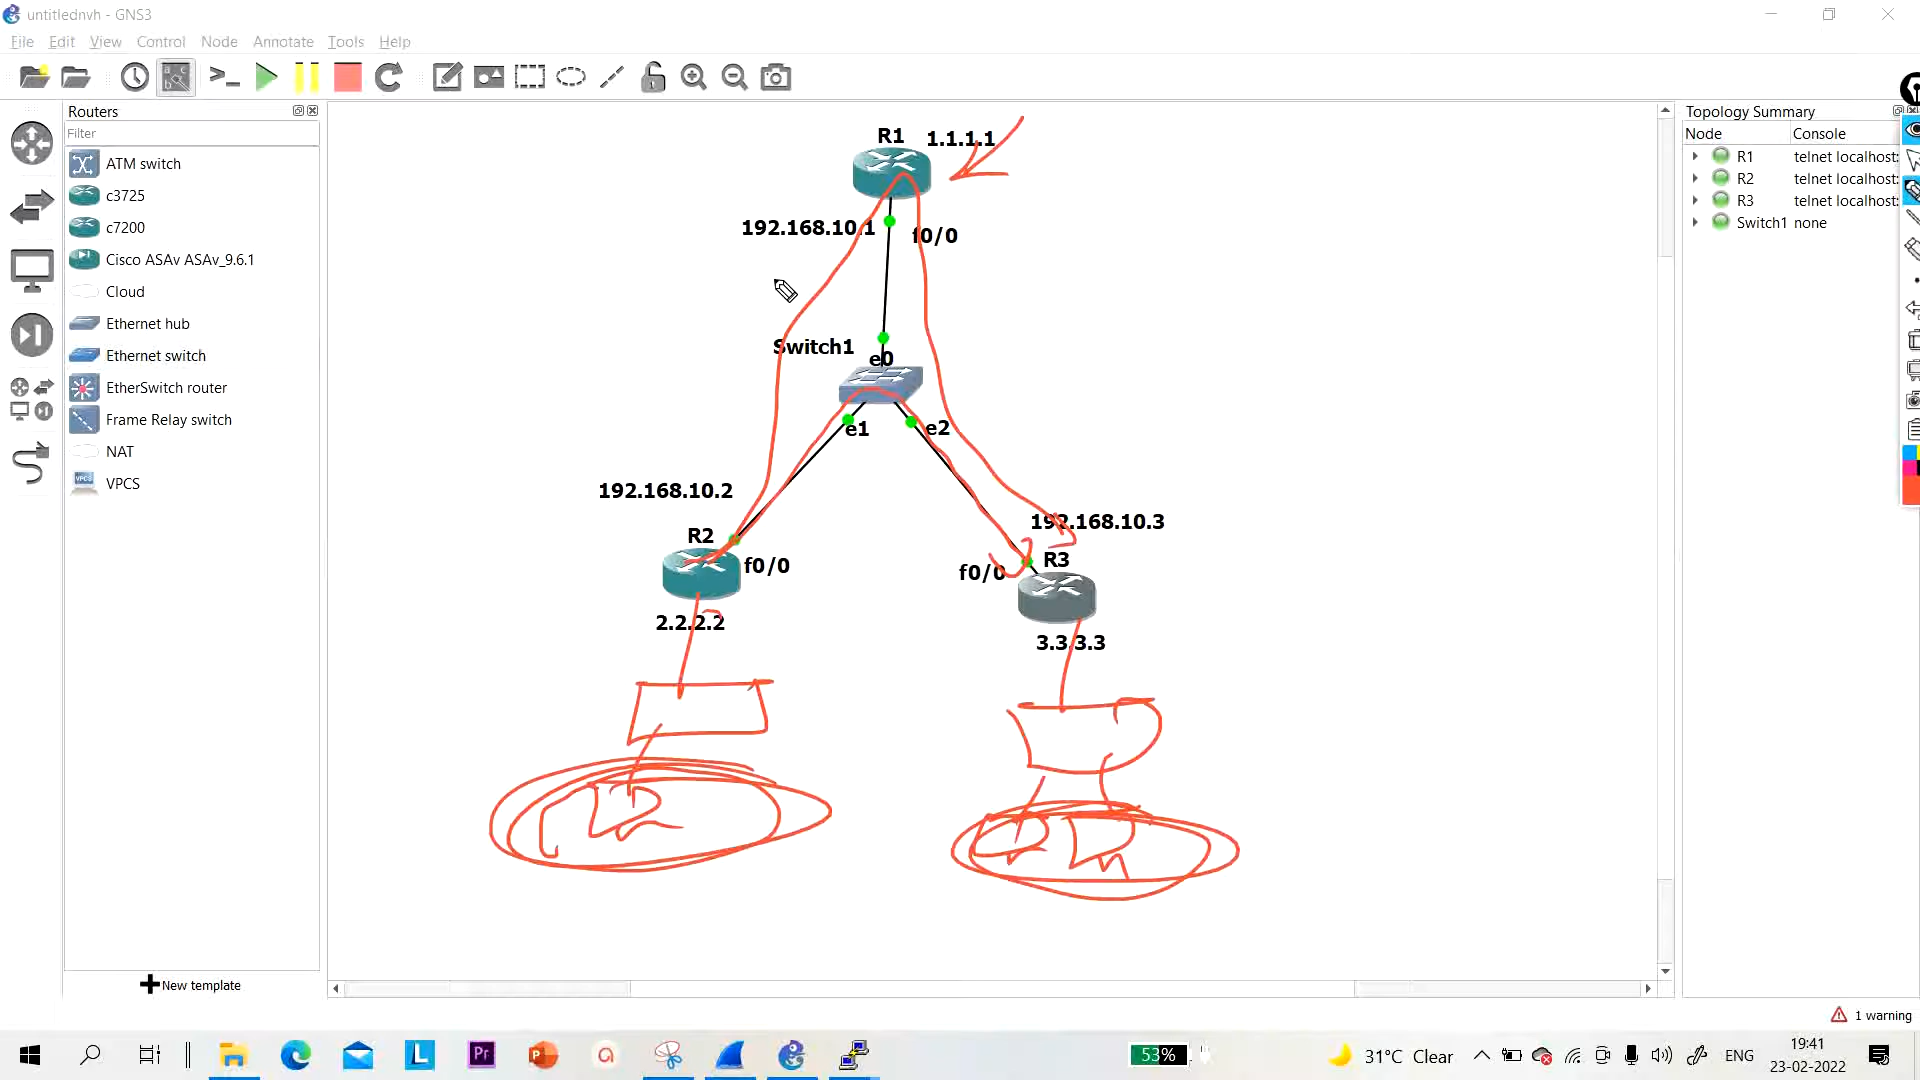 untitlednvh - GNS3
File Edit View Control Node Annotate Tools Help
Routers
Filter
ATM switch
c3725
c7200
Cisco ASAv ASAv_9.6.1
Cloud
Ethernet hub
Ethernet switch
EtherSwitch router
Frame Relay switch
NAT
VPCS
New template
R1 1.1.1.1
192.168.10.1
f0/0
Switch1
e0
e1
e2
192.168.10.2
R2
f0/0
2.2.2.2
192.168.10.3
R3
f0/0
3.3.3.3
Topology Summary
Node Console
R1 telnet localhost:
R2 telnet localhost:
R3 telnet localhost:
Switch1 none
1 warning
53%
31°C Clear
ENG
19:41
23-02-2022